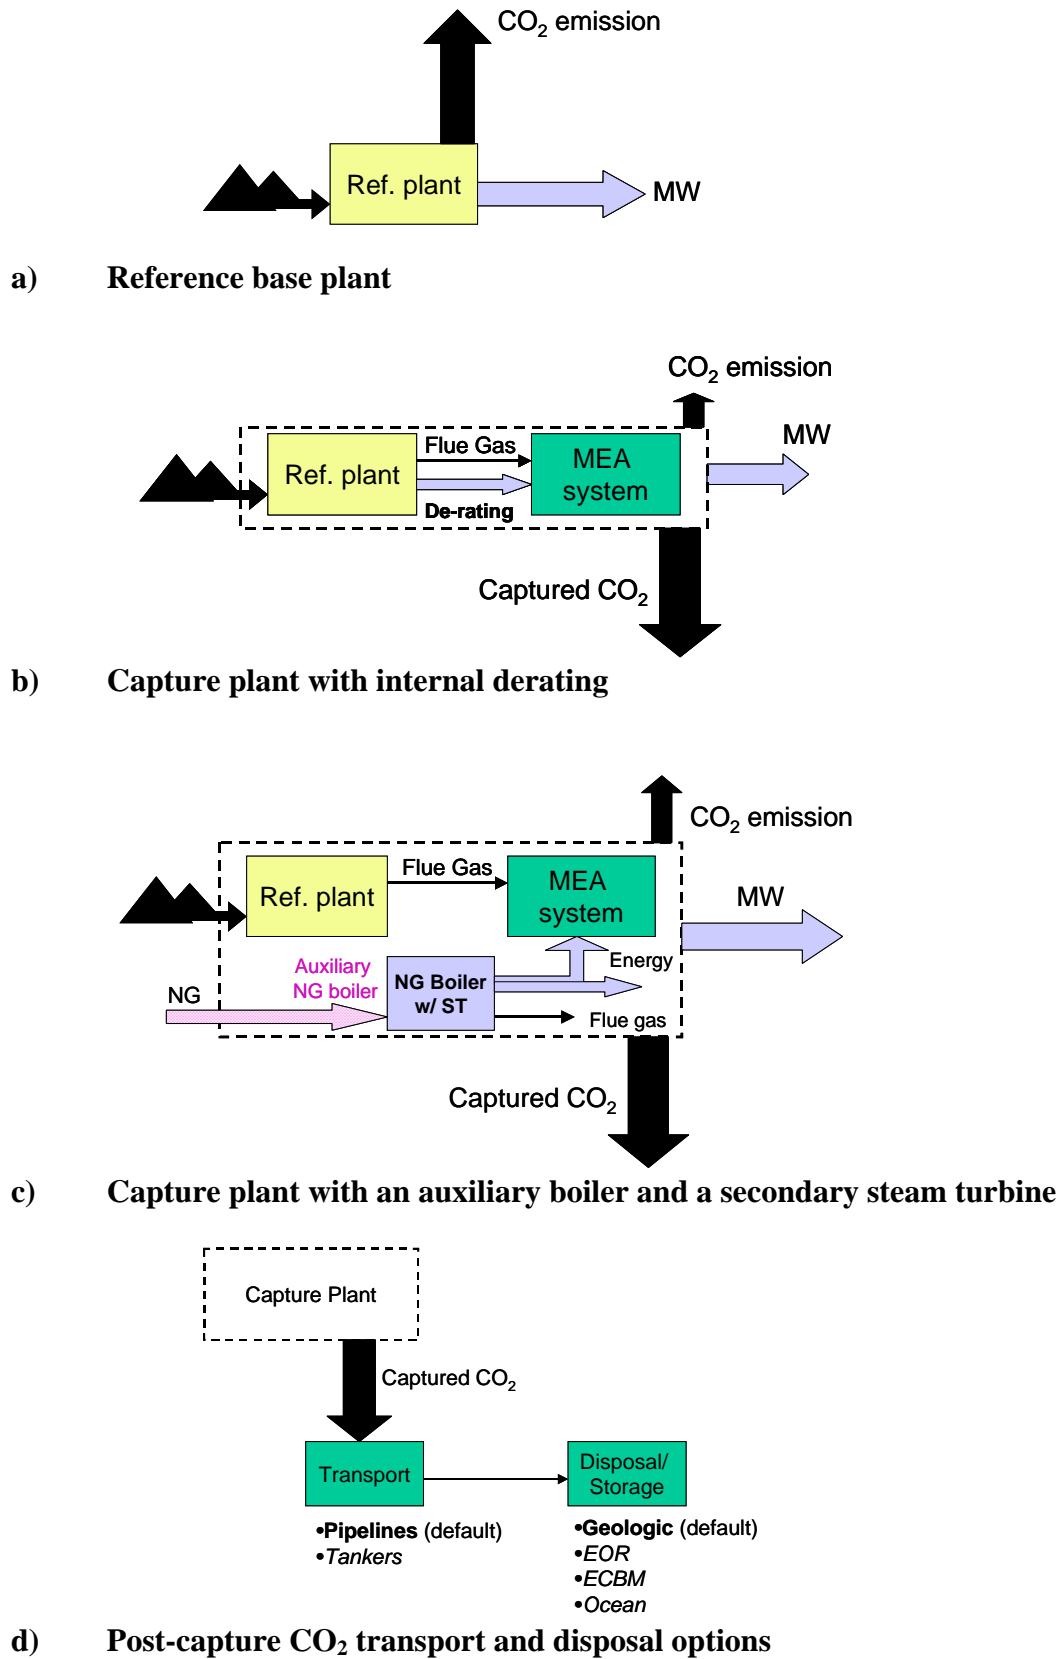 CO₂ emission
Ref. plant
MW
a) Reference base plant
CO₂ emission
MW
Flue Gas
Ref. plant
MEA
system
De-rating
Captured CO₂
b) Capture plant with internal derating
CO₂ emission
Flue Gas
MEA
system
Ref. plant
MW
Auxiliary
NG boiler
Energy
NG
NG Boiler
w/ ST
Flue gas
Captured CO₂
c) Capture plant with an auxiliary boiler and a secondary steam turbine
Capture Plant
Captured CO₂
Transport
Disposal/
Storage
•Pipelines (default)
•Tankers
•Geologic (default)
•EOR
•ECBM
•Ocean
d) Post-capture CO₂ transport and disposal options